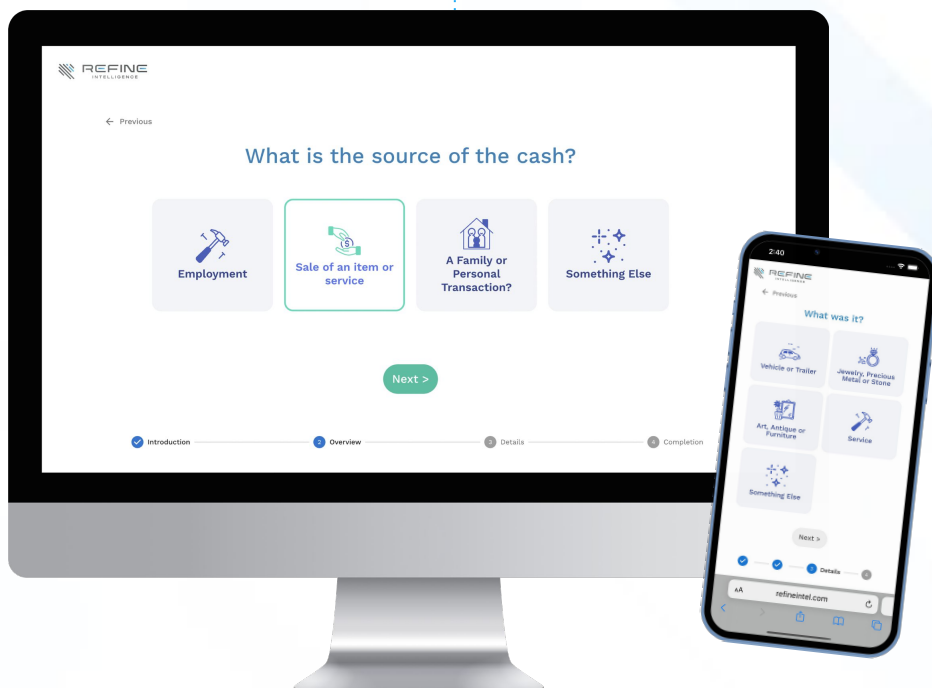 REFINE
INTELLIGENCE
← Previous
What is the source of the cash?
Employment
Sale of an item or
service
A Family or
Personal
Transaction?
Something Else
Next >
Introduction
2 Overview
3 Details
4 Completion
2:40
REFINE
INTELLIGENCE
← Previous
What was it?
Vehicle or Trailer
Jewelry, Precious
Metal or Stone
Art, Antique or
Furniture
Service
Something Else
Next >
3 Details
4
AA refineintel.com